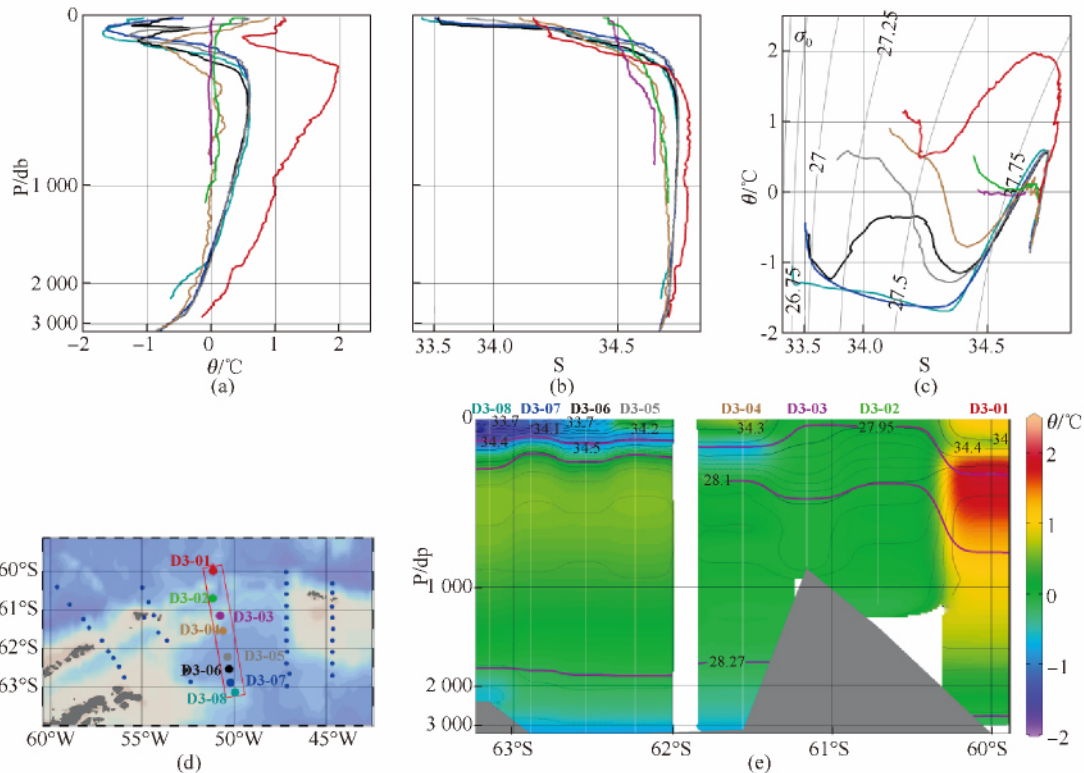 0
1 000
2 000
3 000
P/db
−2
−1
0
1
2
θ/℃
(a)
33.5
34.0
34.5
S
(b)
2
1
0
-1
-2
θ/℃
σ₀
27.25
27
26.75
27.5
27.75
33.5
34.0
34.5
S
(c)
60°S
61°S
62°S
63°S
60°W
55°W
50°W
45°W
D3-01
D3-02
D3-03
D3-04
D3-05
D3-06
D3-07
D3-08
(d)
D3-08 D3-07 D3-06 D3-05 D3-04 D3-03 D3-02 D3-01
0
1 000
2 000
3 000
P/dp
33.7
34.1
33.7
34.2
34.4
34.5
34.3
27.95
34.4
34
28.1
28.27
63°S
62°S
61°S
60°S
(e)
θ/℃
2
1
0
−1
−2